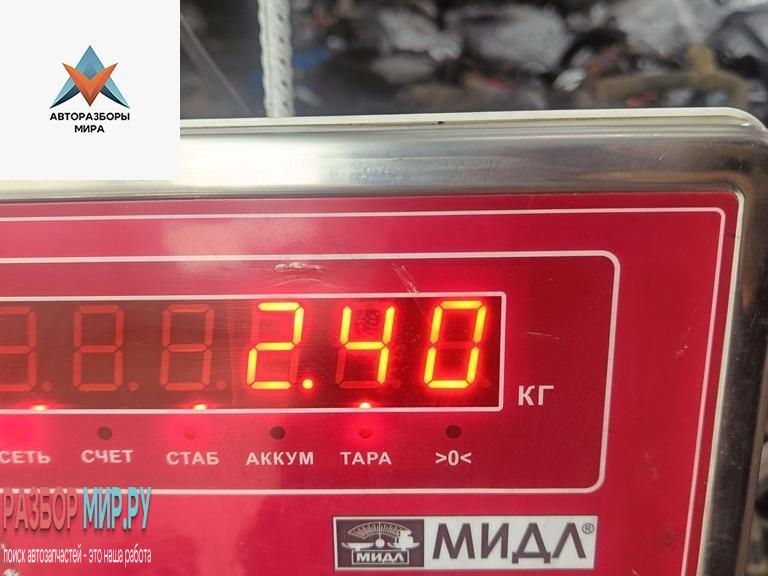 АВТОРАЗБОРЫ
МИРА
2.40
КГ
СЕТЬ СЧЕТ СТАБ АККУМ ТАРА >0<
РАЗБОР МИР.РУ
поиск автозапчастей - это наша работа
МИДЛ МИДЛ®